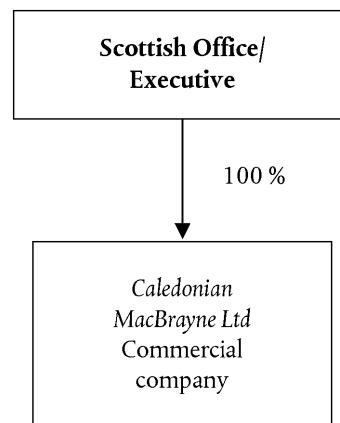 Scottish Office/
Executive
100 %
Caledonian
MacBrayne Ltd
Commercial
company